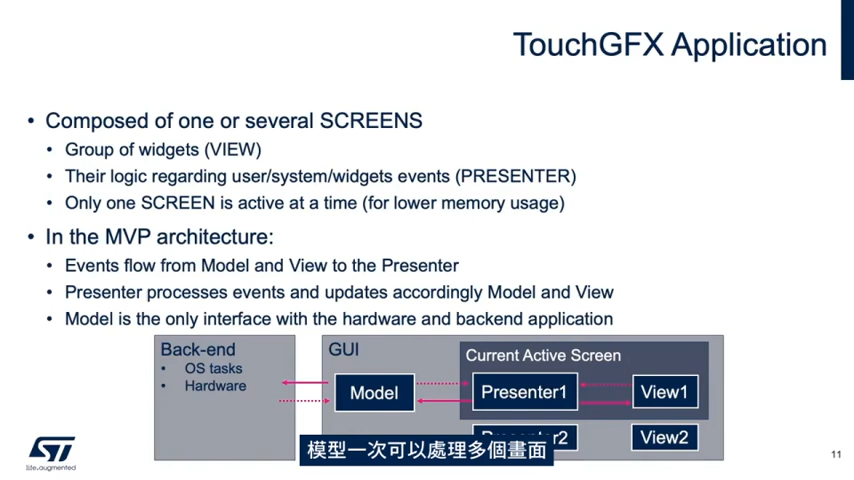 TouchGFX Application
• Composed of one or several SCREENS
• Group of widgets (VIEW)
• Their logic regarding user/system/widgets events (PRESENTER)
• Only one SCREEN is active at a time (for lower memory usage)
• In the MVP architecture:
• Events flow from Model and View to the Presenter
• Presenter processes events and updates accordingly Model and View
• Model is the only interface with the hardware and backend application
Back-end
• OS tasks
• Hardware
GUI
Current Active Screen
Model
Presenter1
View1
Presenter2
View2
模型一次可以處理多個畫面
ST
life.augmented
11